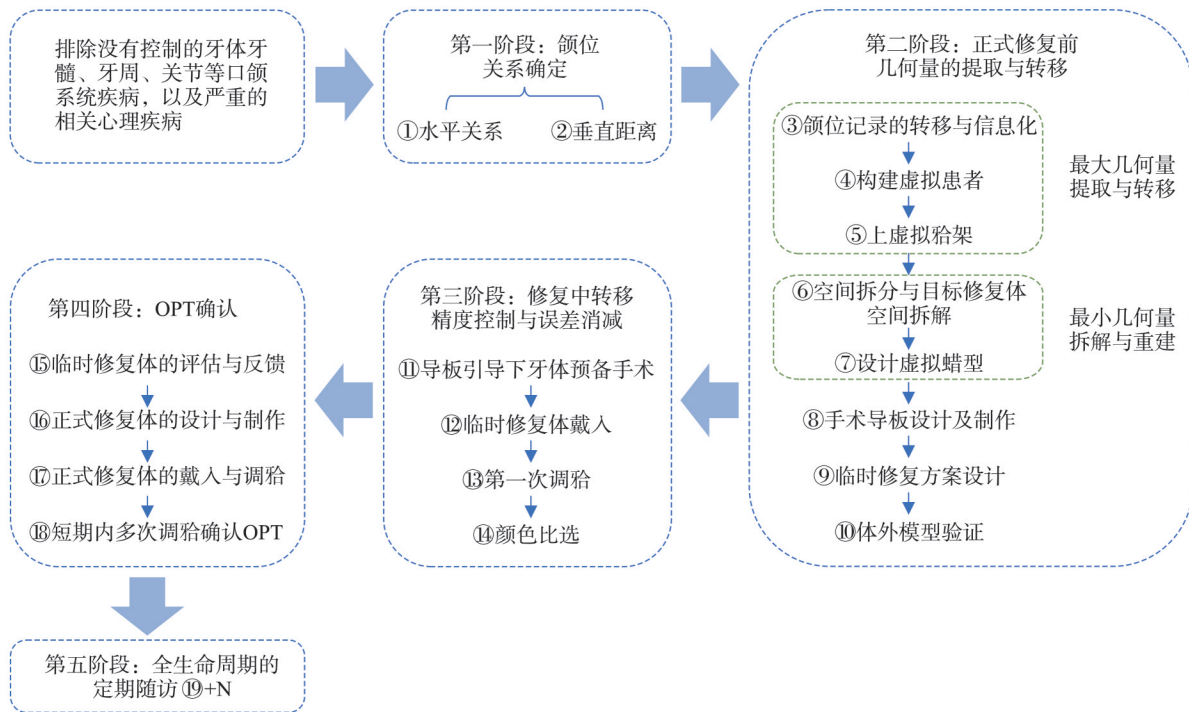 排除没有控制的牙体牙
髓、牙周、关节等口颌
系统疾病，以及严重的
相关心理疾病
第一阶段：颌位
关系确定
①水平关系
②垂直距离
第二阶段：正式修复前
几何量的提取与转移
③颌位记录的转移与信息化
④构建虚拟患者
⑤上虚拟𬌗架
最大几何量
提取与转移
⑥空间拆分与目标修复体
空间拆解
⑦设计虚拟蜡型
最小几何量
拆解与重建
⑧手术导板设计及制作
⑨临时修复方案设计
⑩体外模型验证
第三阶段：修复中转移
精度控制与误差消减
⑪导板引导下牙体预备手术
⑫临时修复体戴入
⑬第一次调𬌗
⑭颜色比选
第四阶段：OPT确认
⑮临时修复体的评估与反馈
⑯正式修复体的设计与制作
⑰正式修复体的戴入与调𬌗
⑱短期内多次调𬌗确认OPT
第五阶段：全生命周期的
定期随访⑲+N